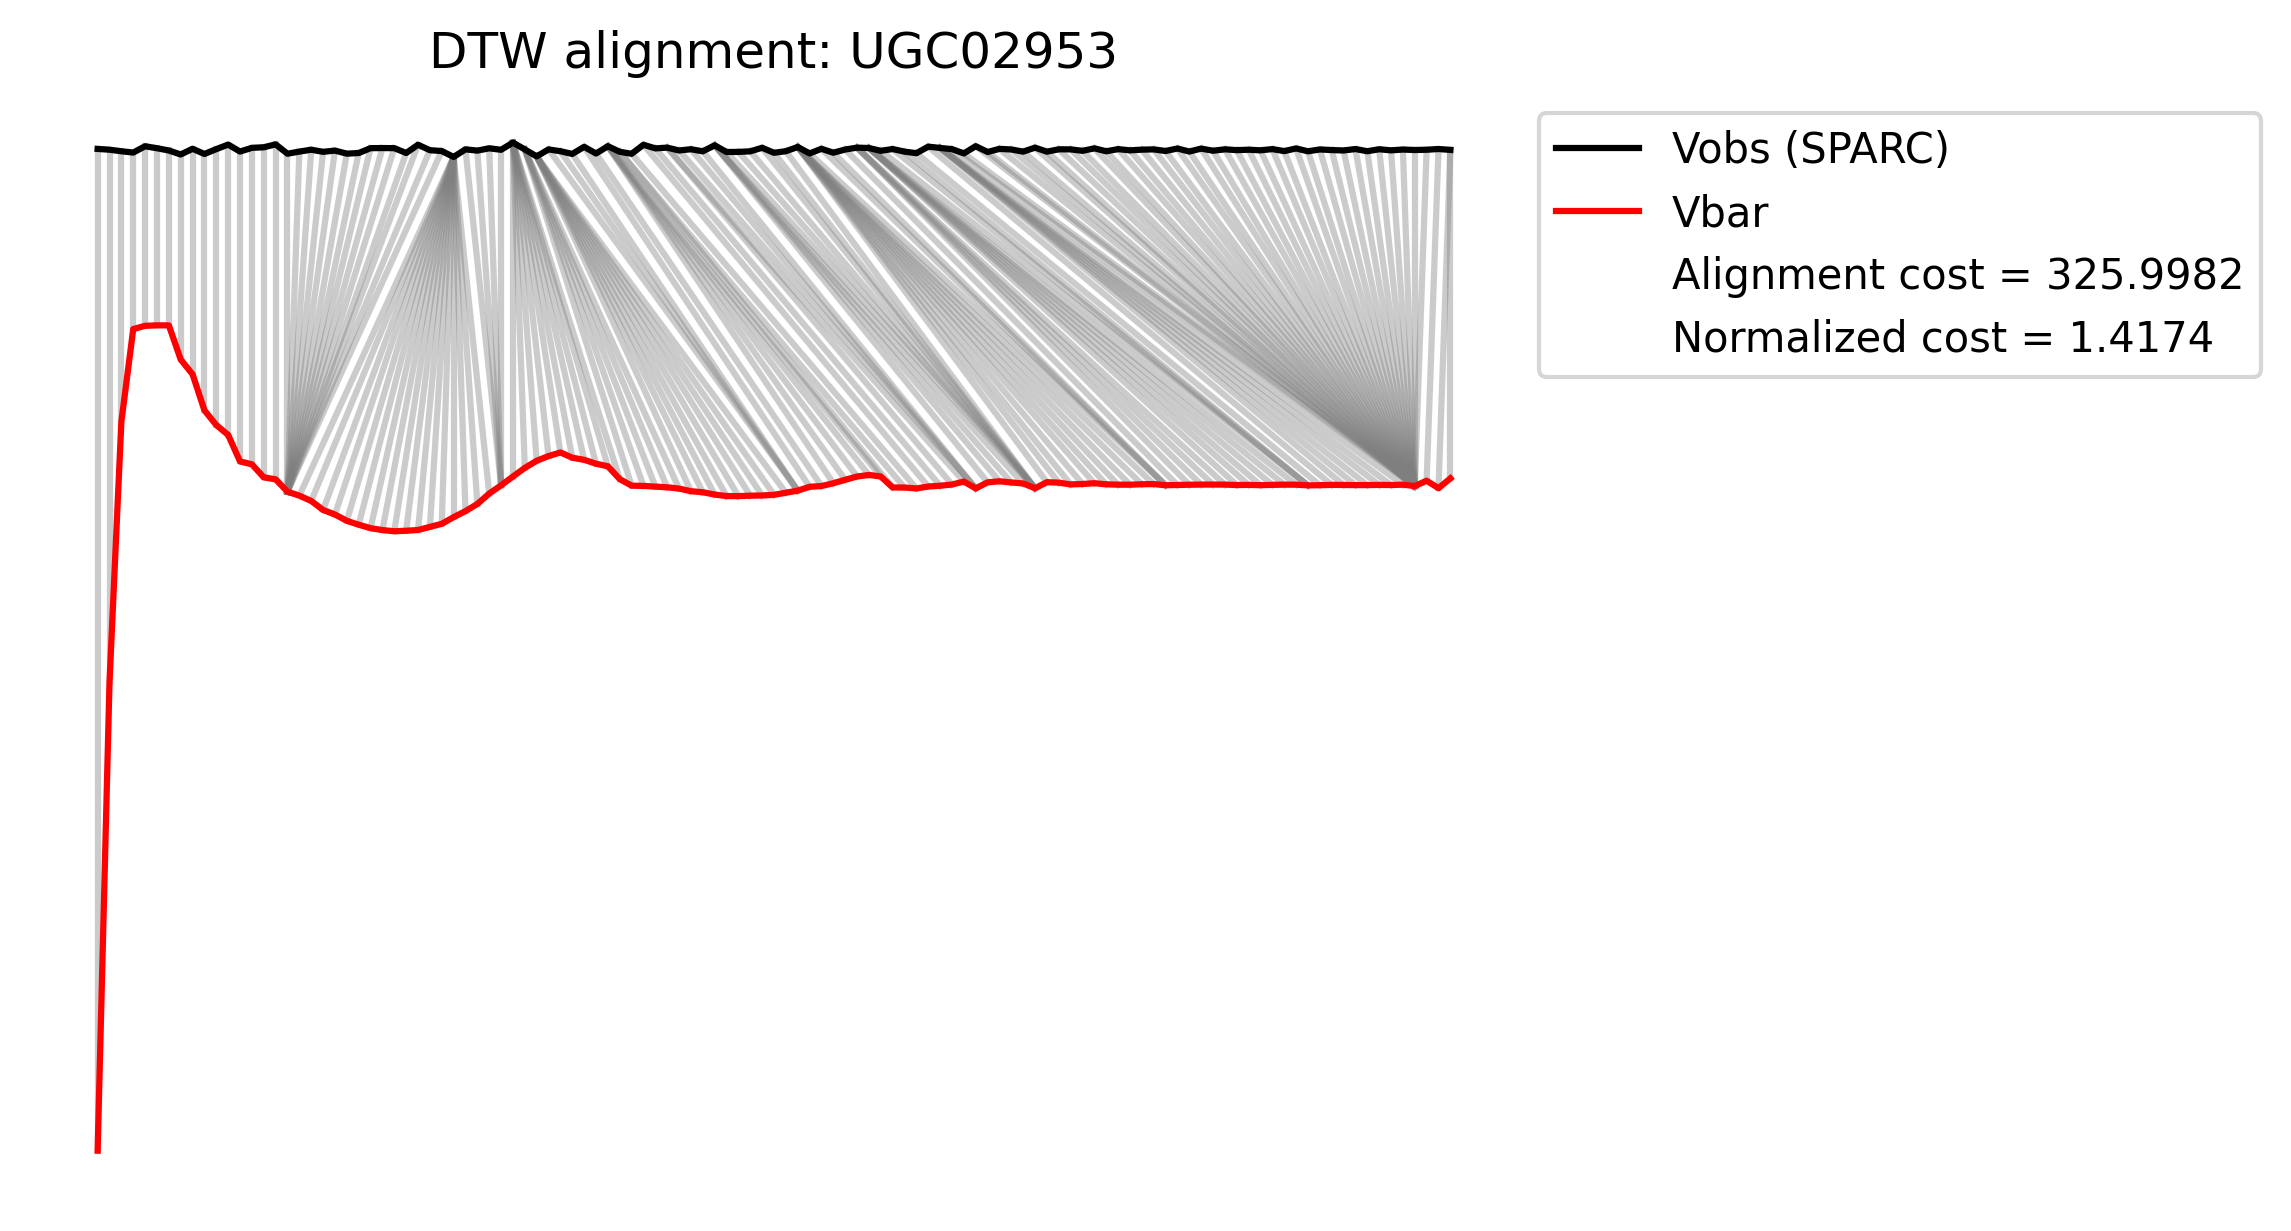 DTW alignment: UGC02953
Vobs (SPARC)
Vbar
Alignment cost = 325.9982
Normalized cost = 1.4174